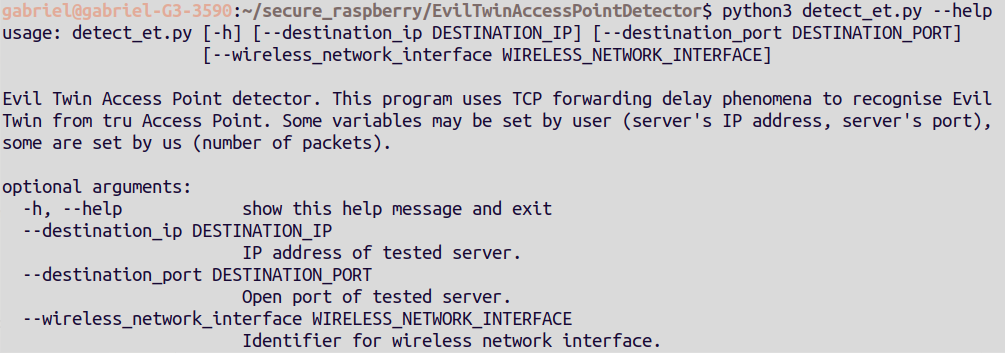 gabriel@gabriel-G3-3590:~/secure_raspberry/EvilTwinAccessPointDetector$ python3 detect_et.py --help
usage: detect_et.py [-h] [--destination_ip DESTINATION_IP] [--destination_port DESTINATION_PORT]
[--wireless_network_interface WIRELESS_NETWORK_INTERFACE]
Evil Twin Access Point detector. This program uses TCP forwarding delay phenomena to recognise Evil
Twin from tru Access Point. Some variables may be set by user (server's IP address, server's port),
some are set by us (number of packets).
optional arguments:
-h, --help show this help message and exit
--destination_ip DESTINATION_IP
IP address of tested server.
--destination_port DESTINATION_PORT
Open port of tested server.
--wireless_network_interface WIRELESS_NETWORK_INTERFACE
Identifier for wireless network interface.